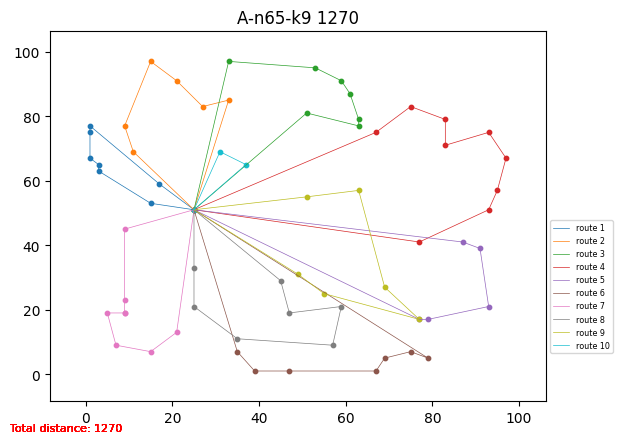 A-n65-k9 1270
100
80
60
40
20
0
0 20 40 60 80 100
route 1
route 2
route 3
route 4
route 5
route 6
route 7
route 8
route 9
route 10
Total distance: 1270